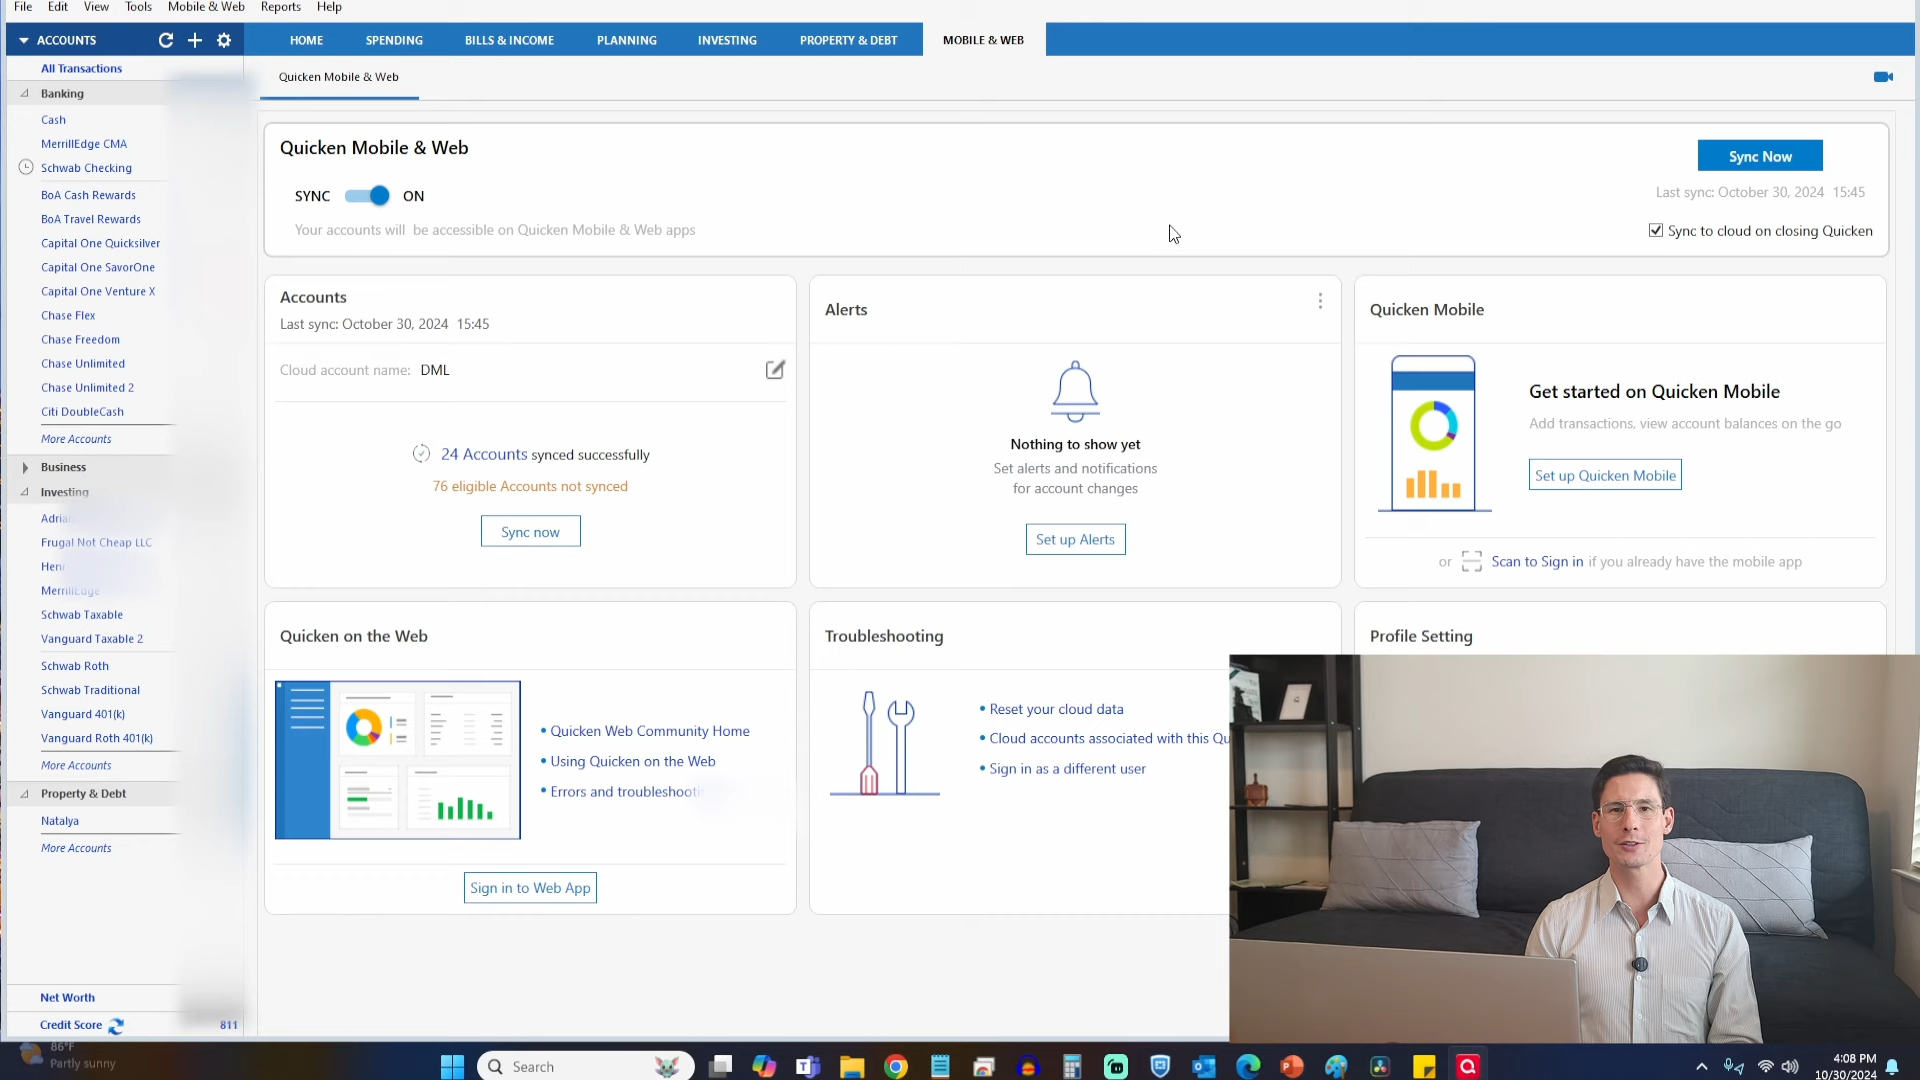 File Edit View Tools Mobile & Web Reports Help
ACCOUNTS
HOME SPENDING BILLS & INCOME PLANNING INVESTING PROPERTY & DEBT MOBILE & WEB
All Transactions
Banking
Cash
MerrillEdge CMA
Schwab Checking
BoA Cash Rewards
BoA Travel Rewards
Capital One Quicksilver
Capital One SavorOne
Capital One Venture X
Chase Flex
Chase Freedom
Chase Unlimited
Chase Unlimited 2
Citi DoubleCash
More Accounts
Business
Investing
Frugal Not Cheap LLC
MerrillEdge
Schwab Taxable
Vanguard Taxable 2
Schwab Roth
Schwab Traditional
Vanguard 401(k)
Vanguard Roth 401(k)
More Accounts
Property & Debt
Natalya
More Accounts
Net Worth
Credit Score 811
Quicken Mobile & Web
Quicken Mobile & Web
SYNC ON
Your accounts will be accessible on Quicken Mobile & Web apps
Sync Now
Last sync: October 30, 2024 15:45
Sync to cloud on closing Quicken
Accounts
Last sync: October 30, 2024 15:45
Cloud account name: DML
24 Accounts synced successfully
76 eligible Accounts not synced
Sync now
Alerts
Nothing to show yet
Set alerts and notifications
for account changes
Set up Alerts
Quicken Mobile
Get started on Quicken Mobile
Add transactions, view account balances on the go
Set up Quicken Mobile
or Scan to Sign in if you already have the mobile app
Quicken on the Web
• Quicken Web Community Home
• Using Quicken on the Web
• Errors and troubleshooti
Sign in to Web App
Troubleshooting
• Reset your cloud data
• Cloud accounts associated with this Qu
• Sign in as a different user
Profile Setting
86°F
Partly sunny
Search
4:08 PM
10/30/2024